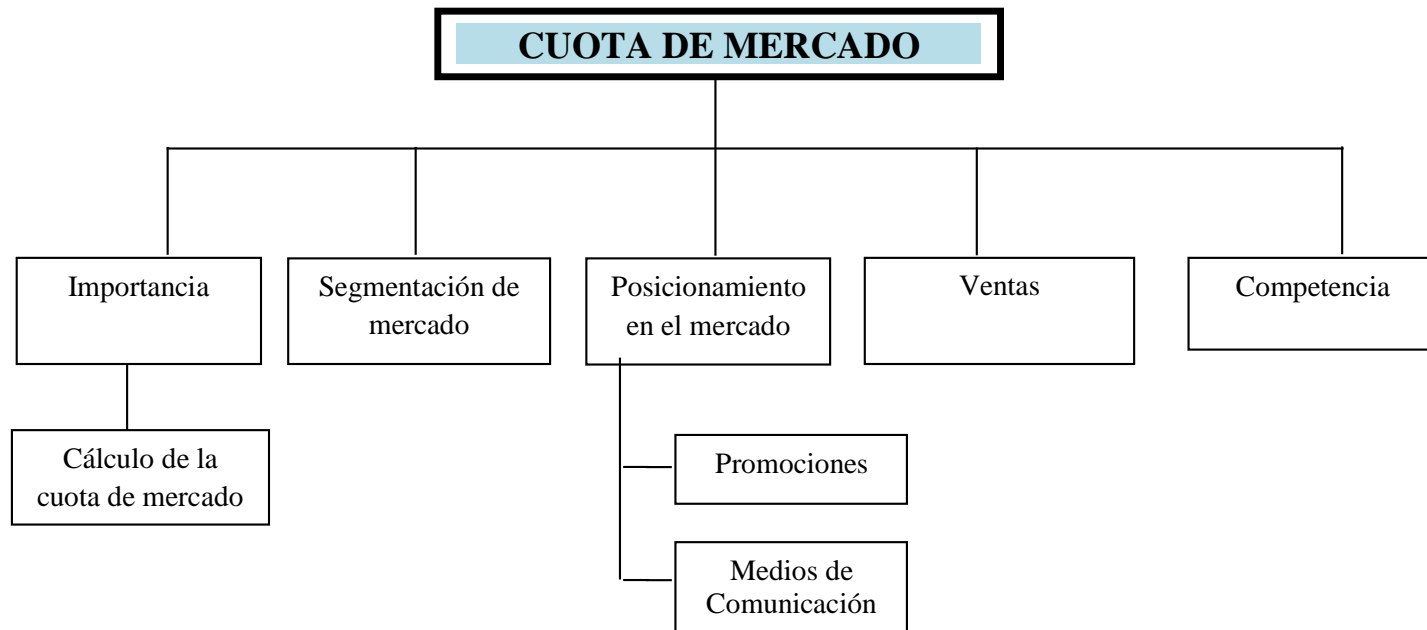 CUOTA DE MERCADO
Importancia
Segmentación de
mercado
Posicionamiento
en el mercado
Ventas
Competencia
Cálculo de la
cuota de mercado
Promociones
Medios de
Comunicación